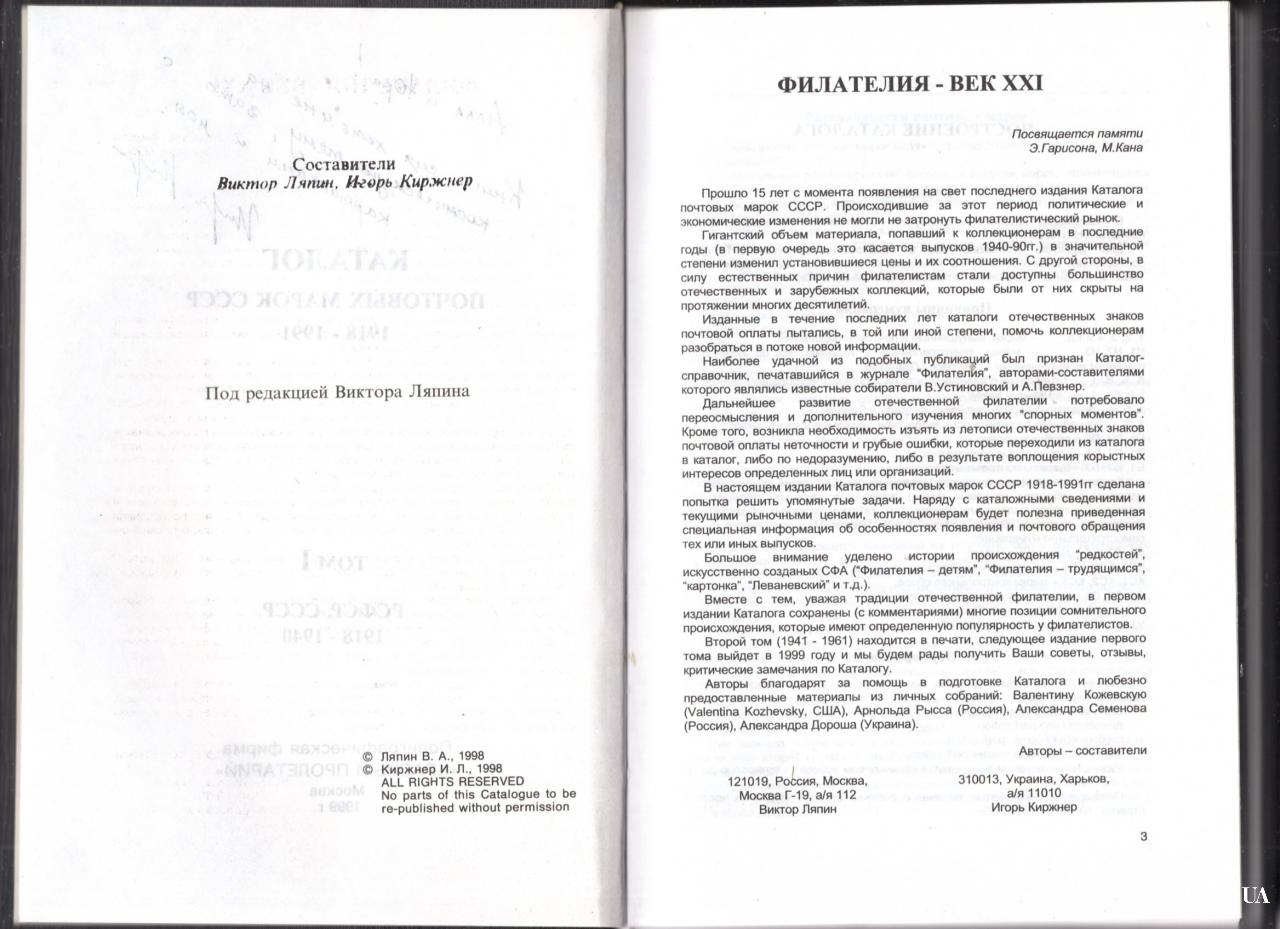 Составители
Виктор Ляпин, Игорь Киржнер
КАТАЛОГ
ПОЧТОВЫХ МАРОК СССР
1918 - 1991
Под редакцией Виктора Ляпина
ТОМ I
РСФСР, СССР
1918 - 1940
© Ляпин В. А., 1998
© Киржнер И. Л., 1998
ALL RIGHTS RESERVED
No parts of this Catalogue to be
re-published without permission
ФИЛАТЕЛИЯ - ВЕК XXI
Посвящается памяти
Э.Гарисона, М.Кана
Прошло 15 лет с момента появления на свет последнего издания Каталога
почтовых марок СССР. Происходившие за этот период политические и
экономические изменения не могли не затронуть филателистический рынок.
Гигантский объем материала, попавший к коллекционерам в последние
годы (в первую очередь это касается выпусков 1940-90гг.) в значительной
степени изменил установившиеся цены и их соотношения. С другой стороны, в
силу естественных причин филателистам стали доступны большинство
отечественных и зарубежных коллекций, которые были от них скрыты на
протяжении многих десятилетий.
Изданные в течение последних лет каталоги отечественных знаков
почтовой оплаты пытались, в той или иной степени, помочь коллекционерам
разобраться в потоке новой информации.
Наиболее удачной из подобных публикаций был признан Каталог-
справочник, печатавшийся в журнале "Филателия", авторами-составителями
которого являлись известные собиратели В.Устиновский и А.Певзнер.
Дальнейшее развитие отечественной филателии потребовало
переосмысления и дополнительного изучения многих "спорных моментов".
Кроме того, возникла необходимость изъять из летописи отечественных знаков
почтовой оплаты неточности и грубые ошибки, которые переходили из каталога
в каталог, либо по недоразумению, либо в результате воплощения корыстных
интересов определенных лиц или организаций.
В настоящем издании Каталога почтовых марок СССР 1918-1991гг сделана
попытка решить упомянутые задачи. Наряду с каталожными сведениями и
текущими рыночными ценами, коллекционерам будет полезна приведенная
специальная информация об особенностях появления и почтового обращения
тех или иных выпусков.
Большое внимание уделено истории происхождения "редкостей",
искусственно созданых СФА ("Филателия – детям", "Филателия – трудящимся",
"картонка", "Леваневский" и т.д.).
Вместе с тем, уважая традиции отечественной филателии, в первом
издании Каталога сохранены (с комментариями) многие позиции сомнительного
происхождения, которые имеют определенную популярность у филателистов.
Второй том (1941 - 1961) находится в печати, следующее издание первого
тома выйдет в 1999 году и мы будем рады получить Ваши советы, отзывы,
критические замечания по Каталогу.
Авторы благодарят за помощь в подготовке Каталога и любезно
предоставленные материалы из личных собраний: Валентину Кожевскую
(Valentina Kozhevsky, США), Арнольда Рысса (Россия), Александра Семенова
(Россия), Александра Дороша (Украина).
Авторы – составители
121019, Россия, Москва,
Москва Г-19, а/я 112
Виктор Ляпин
310013, Украина, Харьков,
а/я 11010
Игорь Киржнер
3
UA